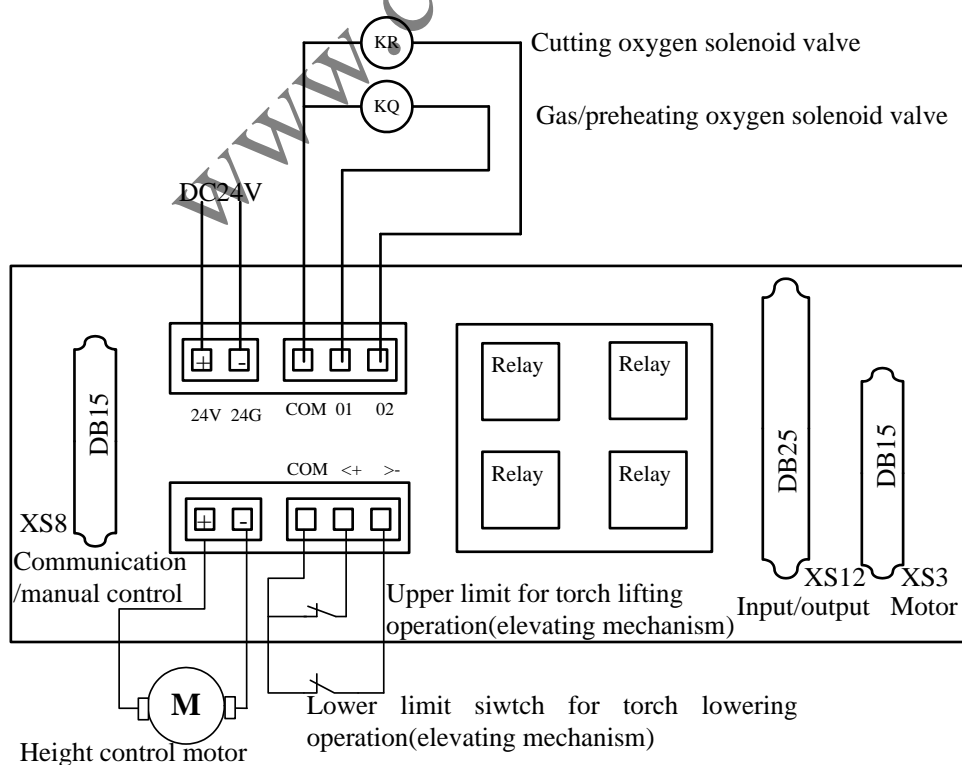 KR
Cutting oxygen solenoid valve
KQ
Gas/preheating oxygen solenoid valve
www.
DC24V
+ -
24V 24G COM 01 02
Relay Relay
Relay Relay
DB15
DB25
DB15
COM <+ >-
+ -
XS8
Communication
/manual control
XS12
Input/output
XS3
Motor
Upper limit for torch lifting
operation(elevating mechanism)
M
Height control motor
Lower limit siwtch for torch lowering
operation(elevating mechanism)